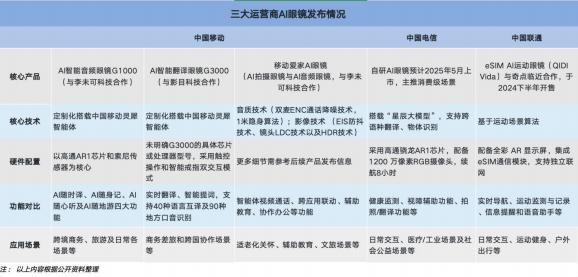 三大运营商AI眼镜发布情况
中国移动
中国电信
中国联通
核心产品
AI智能音频眼镜G1000
(与李未可科技合作)
AI智能翻译眼镜G3000
(与影目科技合作)
移动爱家AI眼镜
(AI拍摄眼镜与AI音频眼镜,与李未
可科技合作)
自研AI眼镜预计2025年5月上
市,主推消费级场景
eSIM AI运动眼镜(QIDI
Vida)与奇点临近合作,于
2024下半年开售
核心技术
定制化搭载中国移动灵犀
智能体
定制化搭载中国移动灵犀
智能体
音质技术(双麦ENC通话降噪技术,
1米隐身算法);影像技术(EIS防抖
技术、镜头LDC技术以及HDR技术)
搭载“星辰大模型”,支持跨
语种翻译、物体识别
基于运动场景算法
硬件配置
以高通AR1芯片和索尼传
感器为核心
未明确G3000的具体芯片
或处理器型号,采用触控
操作和智能戒指双交互模
式
更多细节需参考后续产品发布信息
采用高通骁龙AR1芯片,配备
1200 万像素RGB摄像头,续
航8小时
配备全彩 AR 显示屏,集成
eSIM通信模块,支持独立联
网
功能对比
AI随时译、AI随身记、AI
随心听及AI随地游四大功
能
实时翻译、智能提词,支
持40种语言互译及90种
地方口音识别
智能体视频通话、跨应用联动、辅助
教育、协作办公等功能
健康监测、视障辅助功能、拍
照/翻译功能等
实时导航、运动监测与记录
、信息提醒和语音助手等
应用场景
跨境商务、旅游及日常各
场景等
商务差旅和跨国协作场景
等
适老化关怀、辅助教育、文旅场景等
日常交互、医疗/工业场景及社
会公益场景等
日常交互、运动健身、户外
出行等
注: 以上内容根据公开资料整理